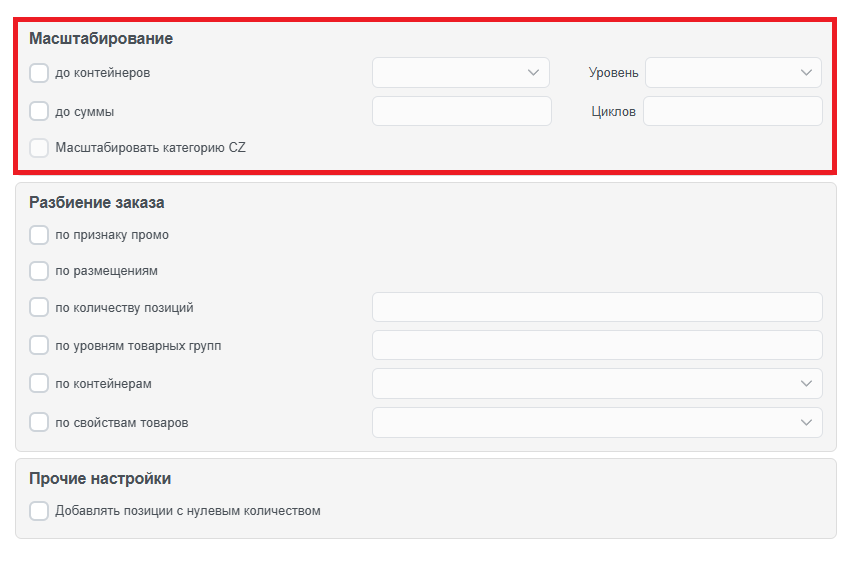 Масштабирование
до контейнеров Уровень
до суммы Циклов
Масштабировать категорию CZ
Разбиение заказа
по признаку промо
по размещениям
по количеству позиций
по уровням товарных групп
по контейнерам
по свойствам товаров
Прочие настройки
Добавлять позиции с нулевым количеством